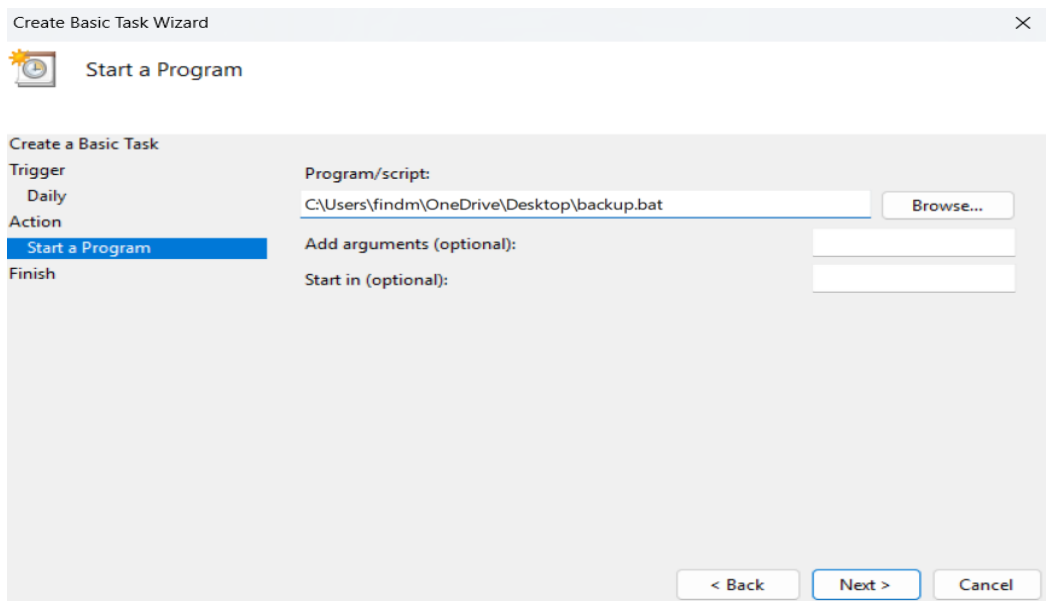 Create Basic Task Wizard
Start a Program
Create a Basic Task
Trigger
Daily
Action
Start a Program
Finish
Program/script:
C:\Users\findm\OneDrive\Desktop\backup.bat
Browse...
Add arguments (optional):
Start in (optional):
< Back
Next >
Cancel